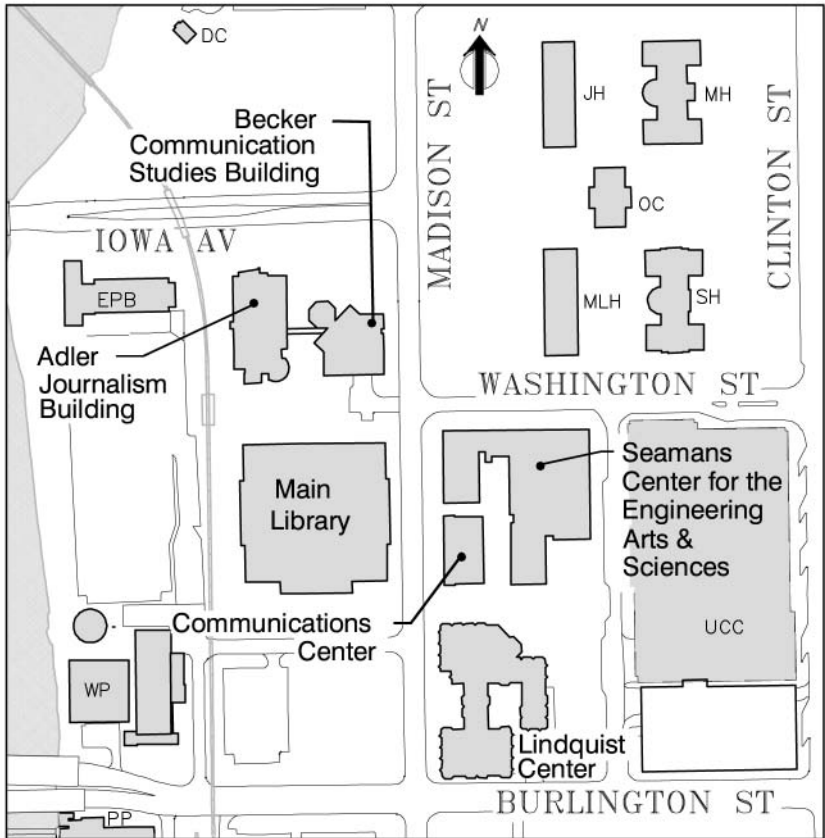 DC
N
JH
MH
Becker
Communication
Studies Building
MADISON ST
CLINTON ST
OC
IOWA AV
EPB
MLH
SH
Adler
Journalism
Building
WASHINGTON ST
Main
Library
Seamans
Center for the
Engineering
Arts &
Sciences
Communications
Center
UCC
WP
Lindquist
Center
BURLINGTON ST
PP